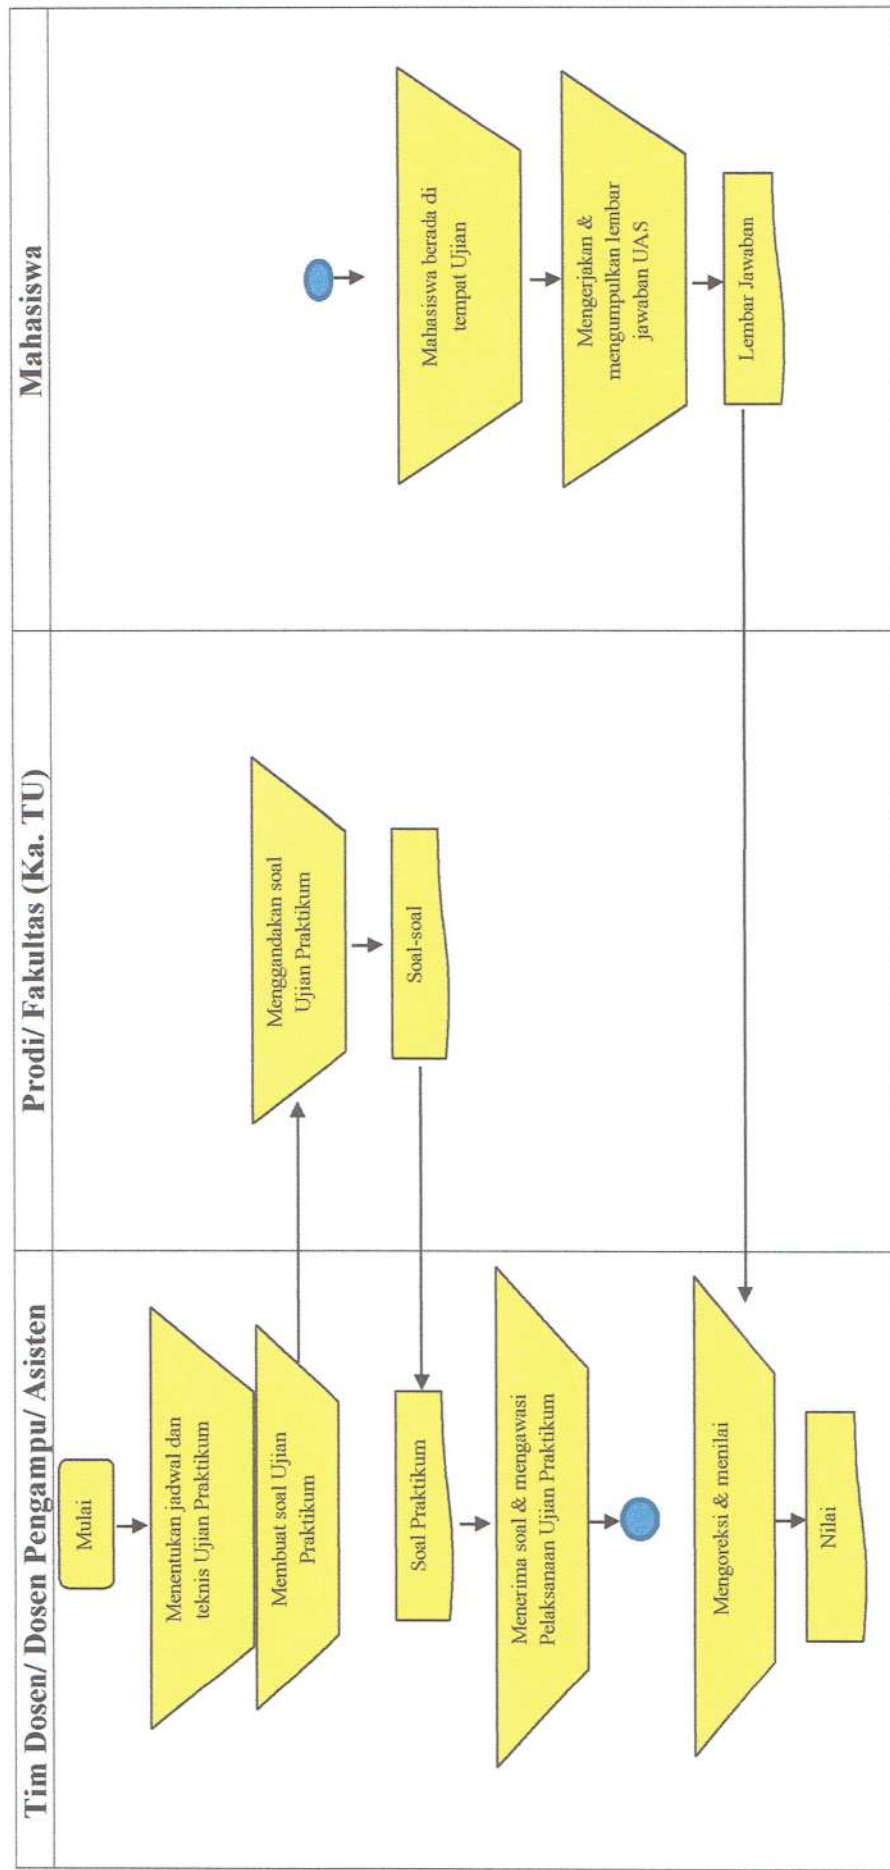 Tim Dosen/ Dosen Pengampu/ Asisten
Prodi/ Fakultas (Ka. TU)
Mahasiswa
Mulai
Menentukan jadwal dan
teknis Ujian Praktikum
Membuat soal Ujian
Praktikum
Menggandakan soal
Ujian Praktikum
Soal-soal
Soal Praktikum
Menerima soal & mengawasi
Pelaksanaan Ujian Praktikum
Mahasiswa berada di
tempat Ujian
Mengerjakan &
mengumpulkan lembar
jawaban UAS
Lembar Jawaban
Mengoreksi & menilai
Nilai